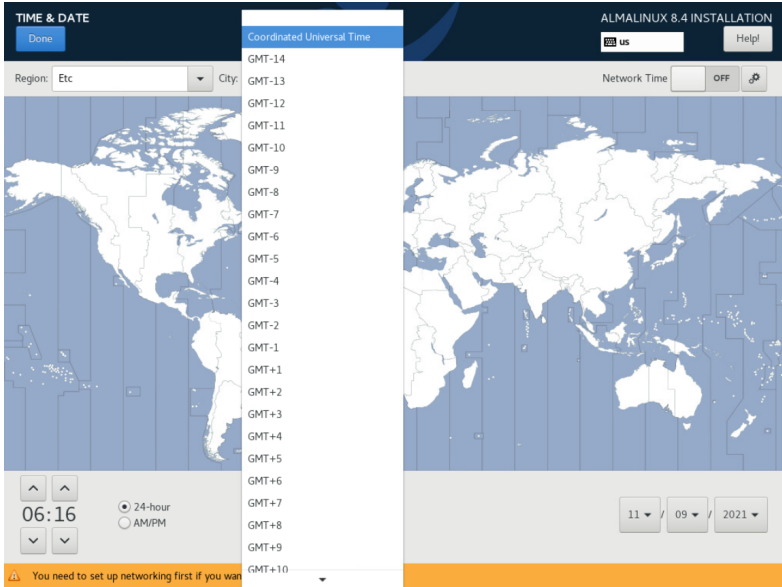 TIME & DATE
Done
ALMALINUX 8.4 INSTALLATION
us
Help!
Region:
Etc
City:
Network Time
OFF
Coordinated Universal Time
GMT-14
GMT-13
GMT-12
GMT-11
GMT-10
GMT-9
GMT-8
GMT-7
GMT-6
GMT-5
GMT-4
GMT-3
GMT-2
GMT-1
GMT+1
GMT+2
GMT+3
GMT+4
GMT+5
GMT+6
GMT+7
GMT+8
GMT+9
GMT+10
06:16
24-hour
AM/PM
11 / 09 / 2021
You need to set up networking first if you wan